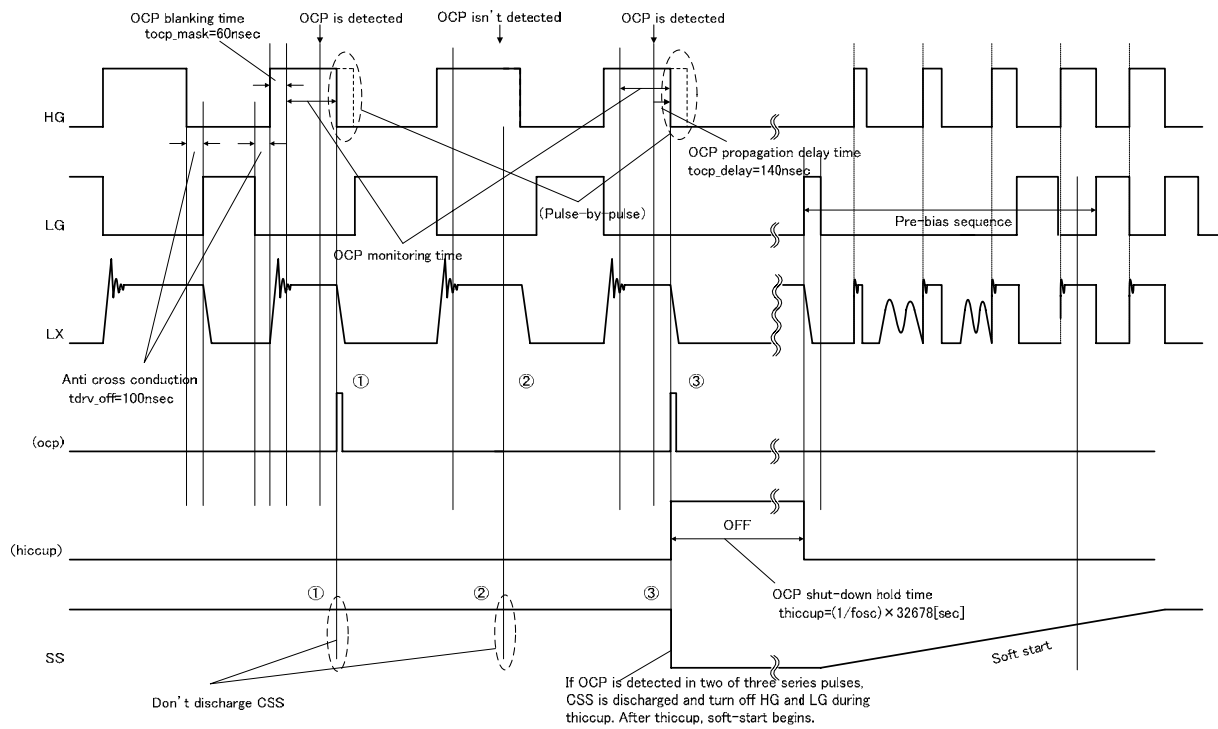 OCP blanking time
tocp_mask=60nsec
OCP is detected
OCP isn't detected
OCP is detected
HG
OCP propagation delay time
tocp_delay=140nsec
(Pulse-by-pulse)
LG
Pre-bias sequence
OCP monitoring time
LX
Anti cross conduction
tdrv_off=100nsec
①
②
③
(ocp)
OFF
(hiccup)
OCP shut-down hold time
thiccup=(1/fosc)×32678[sec]
①
②
③
SS
Soft start
Don't discharge CSS
If OCP is detected in two of three series pulses,
CSS is discharged and turn off HG and LG during
thiccup. After thiccup, soft-start begins.